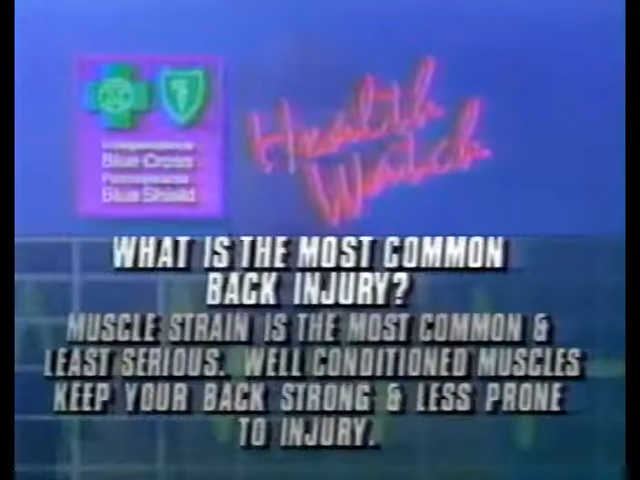 Independence
Blue Cross
Pennsylvania
Blue Shield
Health
Watch
WHAT IS THE MOST COMMON
BACK INJURY?
MUSCLE STRAIN IS THE MOST COMMON &
LEAST SERIOUS. WELL CONDITIONED MUSCLES
KEEP YOUR BACK STRONG & LESS PRONE
TO INJURY.